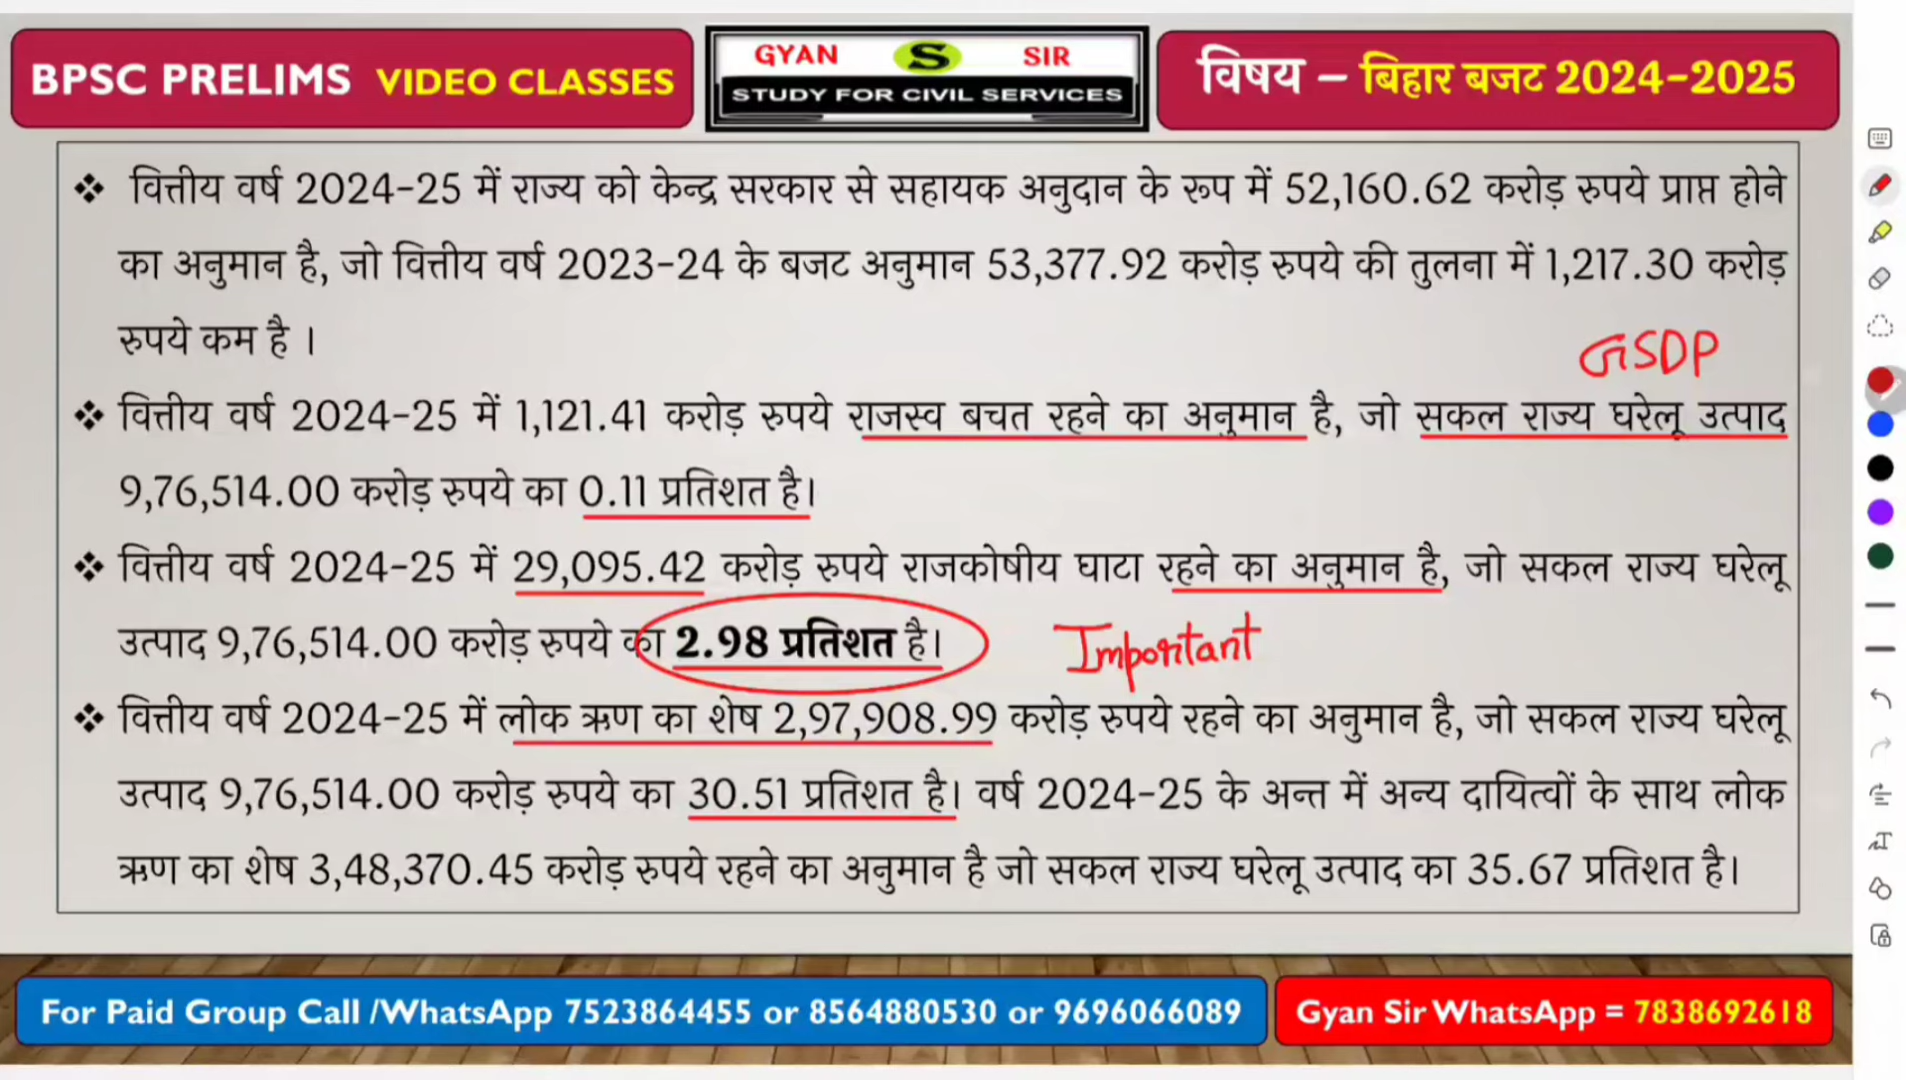 BPSC PRELIMS VIDEO CLASSES
GYAN S SIR
STUDY FOR CIVIL SERVICES
विषय – बिहार बजट 2024-2025
❖ वित्तीय वर्ष 2024-25 में राज्य को केन्द्र सरकार से सहायक अनुदान के रूप में 52,160.62 करोड़ रुपये प्राप्त होने
का अनुमान है, जो वित्तीय वर्ष 2023-24 के बजट अनुमान 53,377.92 करोड़ रुपये की तुलना में 1,217.30 करोड़
रुपये कम है ।
GSDP
❖ वित्तीय वर्ष 2024-25 में 1,121.41 करोड़ रुपये राजस्व बचत रहने का अनुमान है, जो सकल राज्य घरेलू उत्पाद
9,76,514.00 करोड़ रुपये का 0.11 प्रतिशत है।
❖ वित्तीय वर्ष 2024-25 में 29,095.42 करोड़ रुपये राजकोषीय घाटा रहने का अनुमान है, जो सकल राज्य घरेलू
उत्पाद 9,76,514.00 करोड़ रुपये का 2.98 प्रतिशत है।
Important
❖ वित्तीय वर्ष 2024-25 में लोक ऋण का शेष 2,97,908.99 करोड़ रुपये रहने का अनुमान है, जो सकल राज्य घरेलू
उत्पाद 9,76,514.00 करोड़ रुपये का 30.51 प्रतिशत है। वर्ष 2024-25 के अन्त में अन्य दायित्वों के साथ लोक
ऋण का शेष 3,48,370.45 करोड़ रुपये रहने का अनुमान है जो सकल राज्य घरेलू उत्पाद का 35.67 प्रतिशत है।
For Paid Group Call /WhatsApp 7523864455 or 8564880530 or 9696066089
Gyan Sir WhatsApp = 7838692618